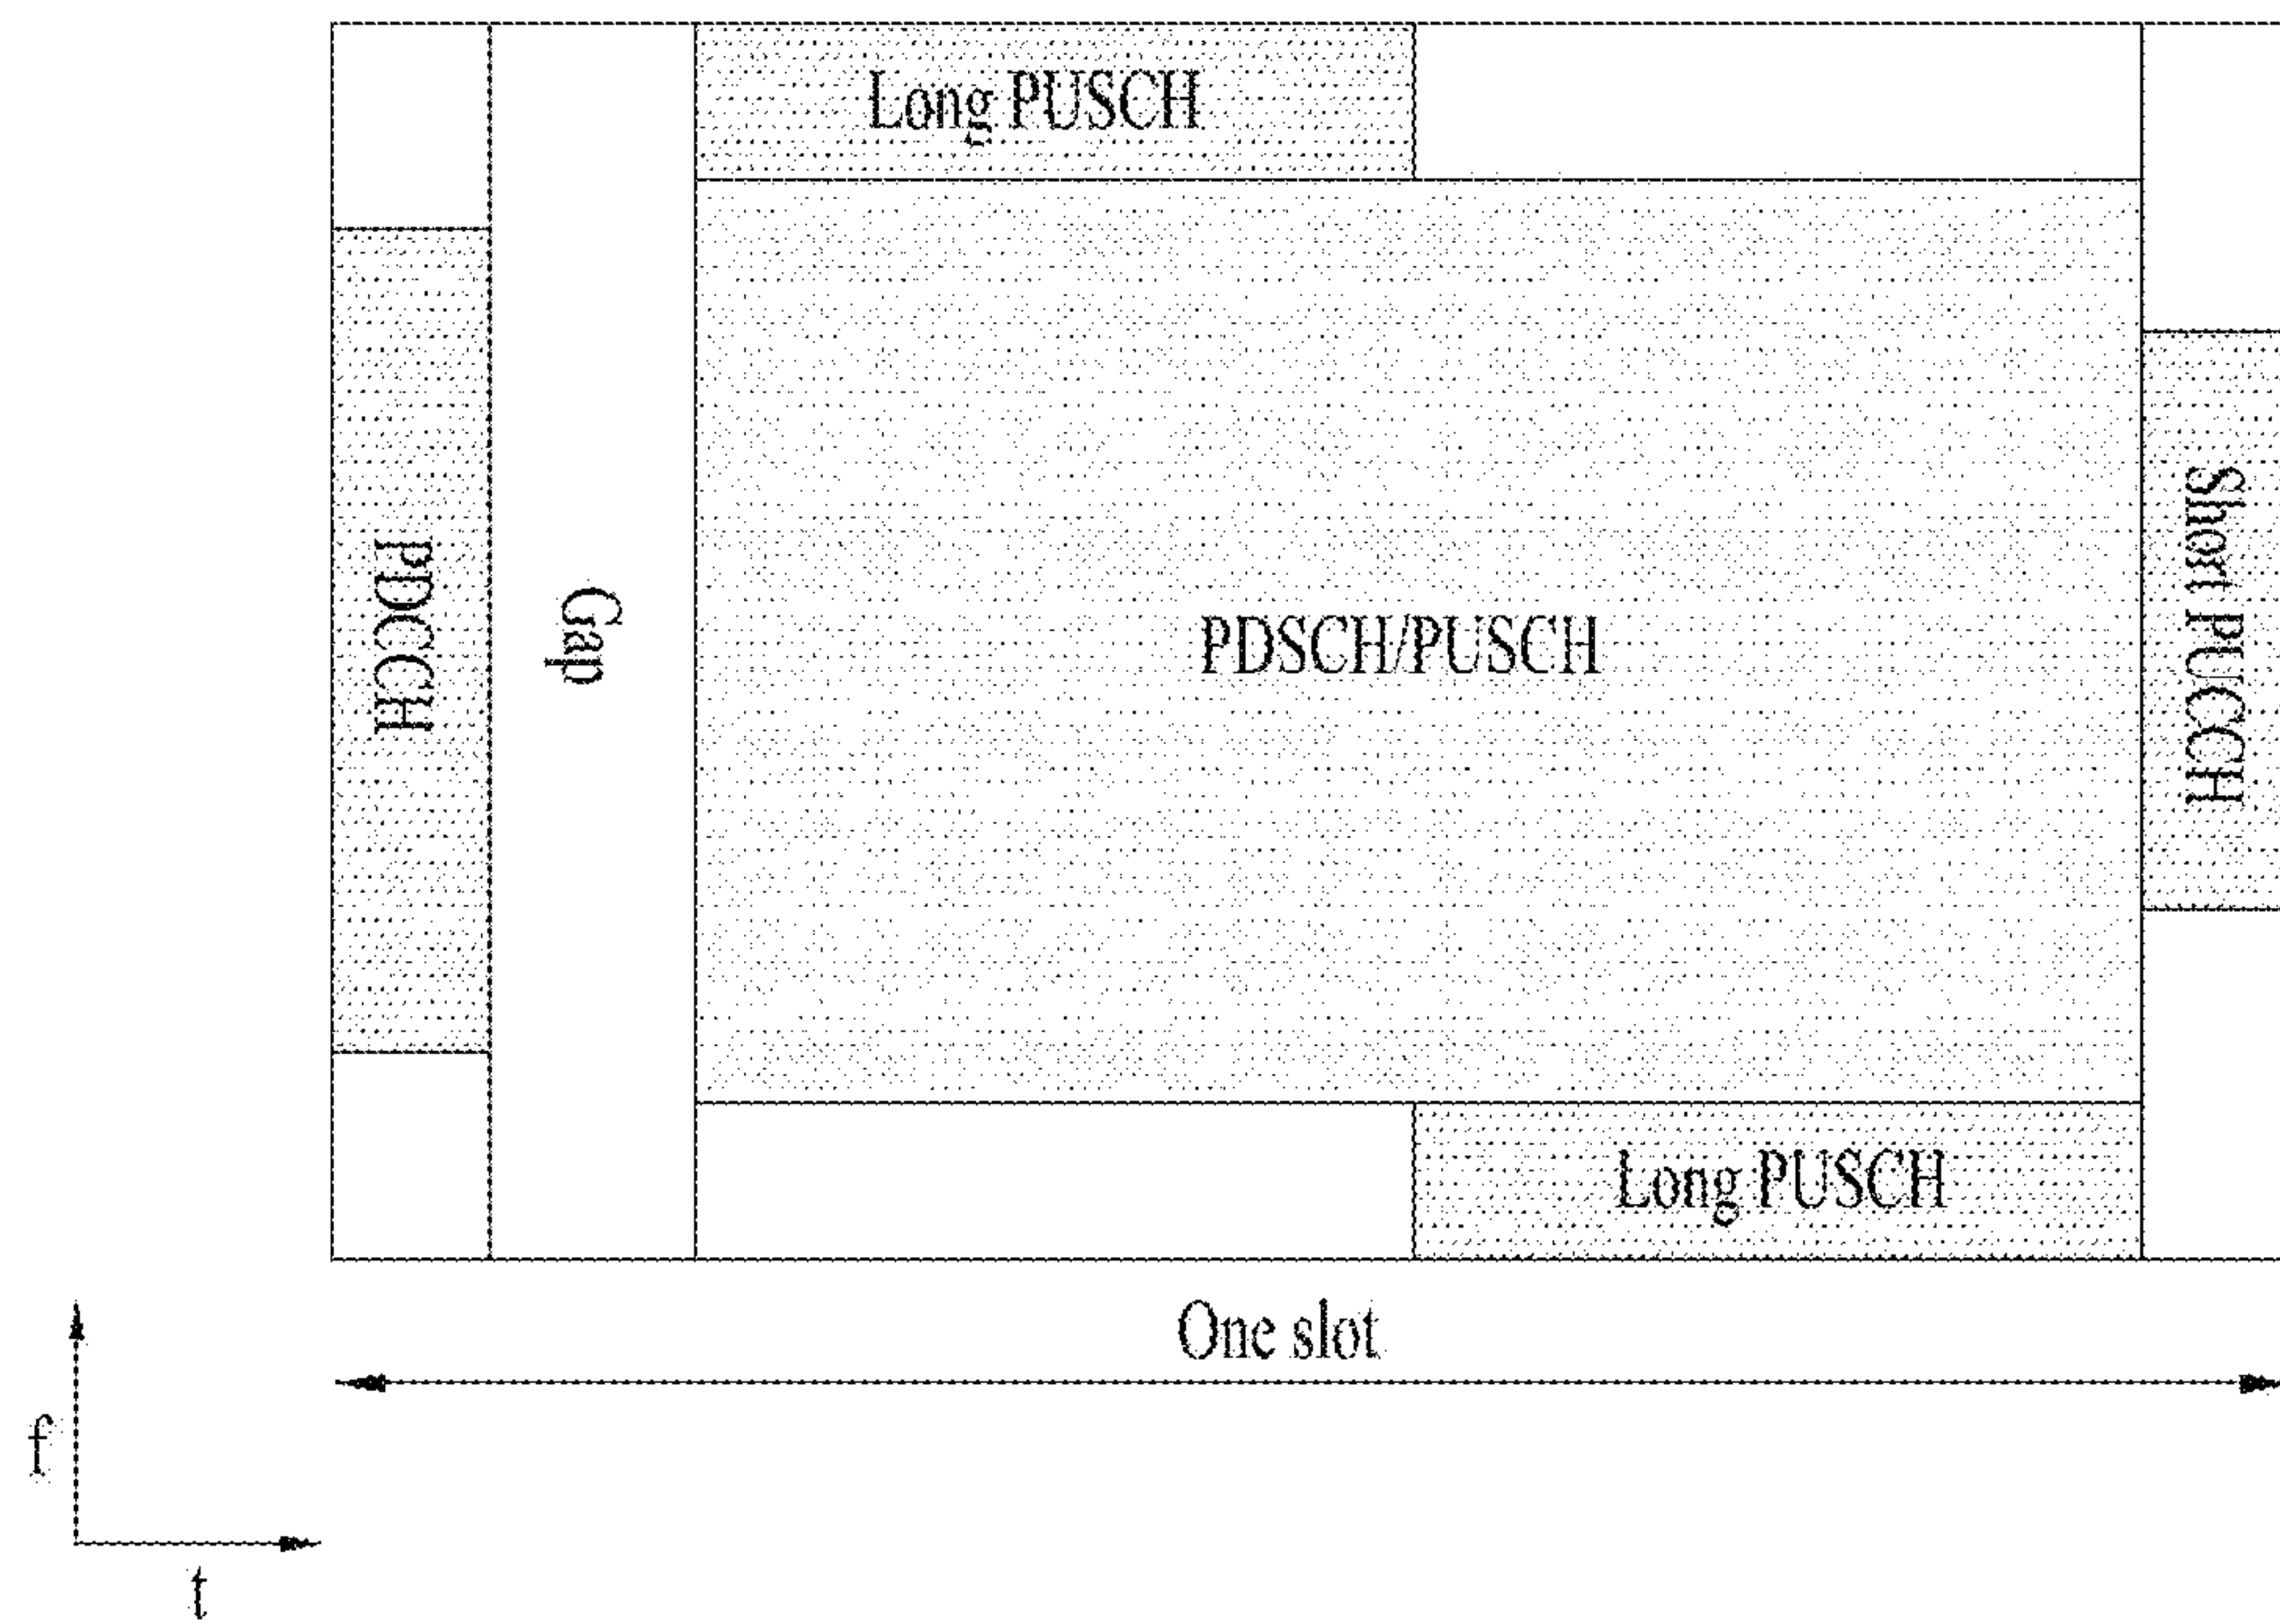 Long PUSCH
PDCCH
Gap
PDSCH/PUSCH
Short PUCCH
Long PUSCH
One slot
f
t